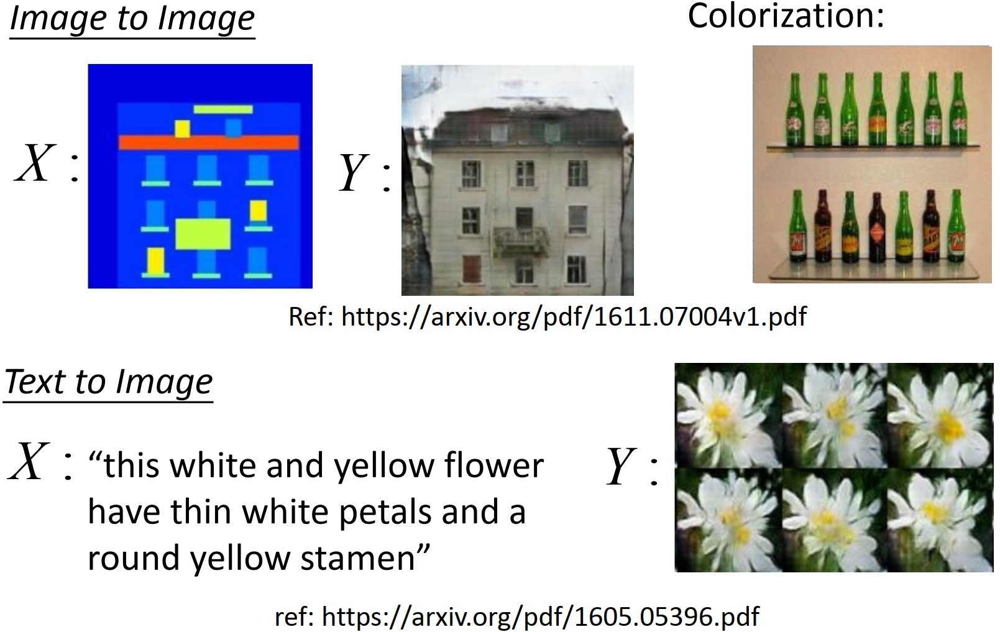 Image to Image
Colorization:
X :
Y :
Ref: https://arxiv.org/pdf/1611.07004v1.pdf
Text to Image
X : “this white and yellow flower
have thin white petals and a
round yellow stamen”
Y :
ref: https://arxiv.org/pdf/1605.05396.pdf